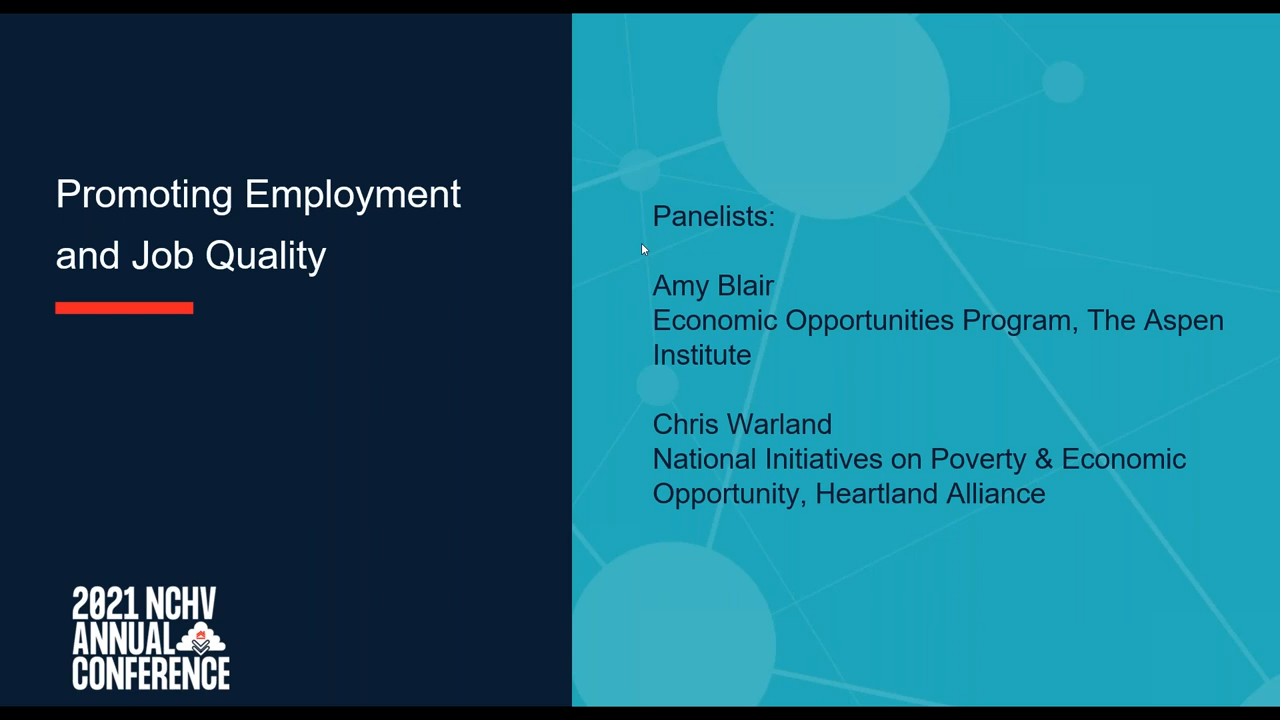 Promoting Employment
and Job Quality
Panelists:
Amy Blair
Economic Opportunities Program, The Aspen
Institute
Chris Warland
National Initiatives on Poverty & Economic
Opportunity, Heartland Alliance
2021 NCHV
ANNUAL
CONFERENCE